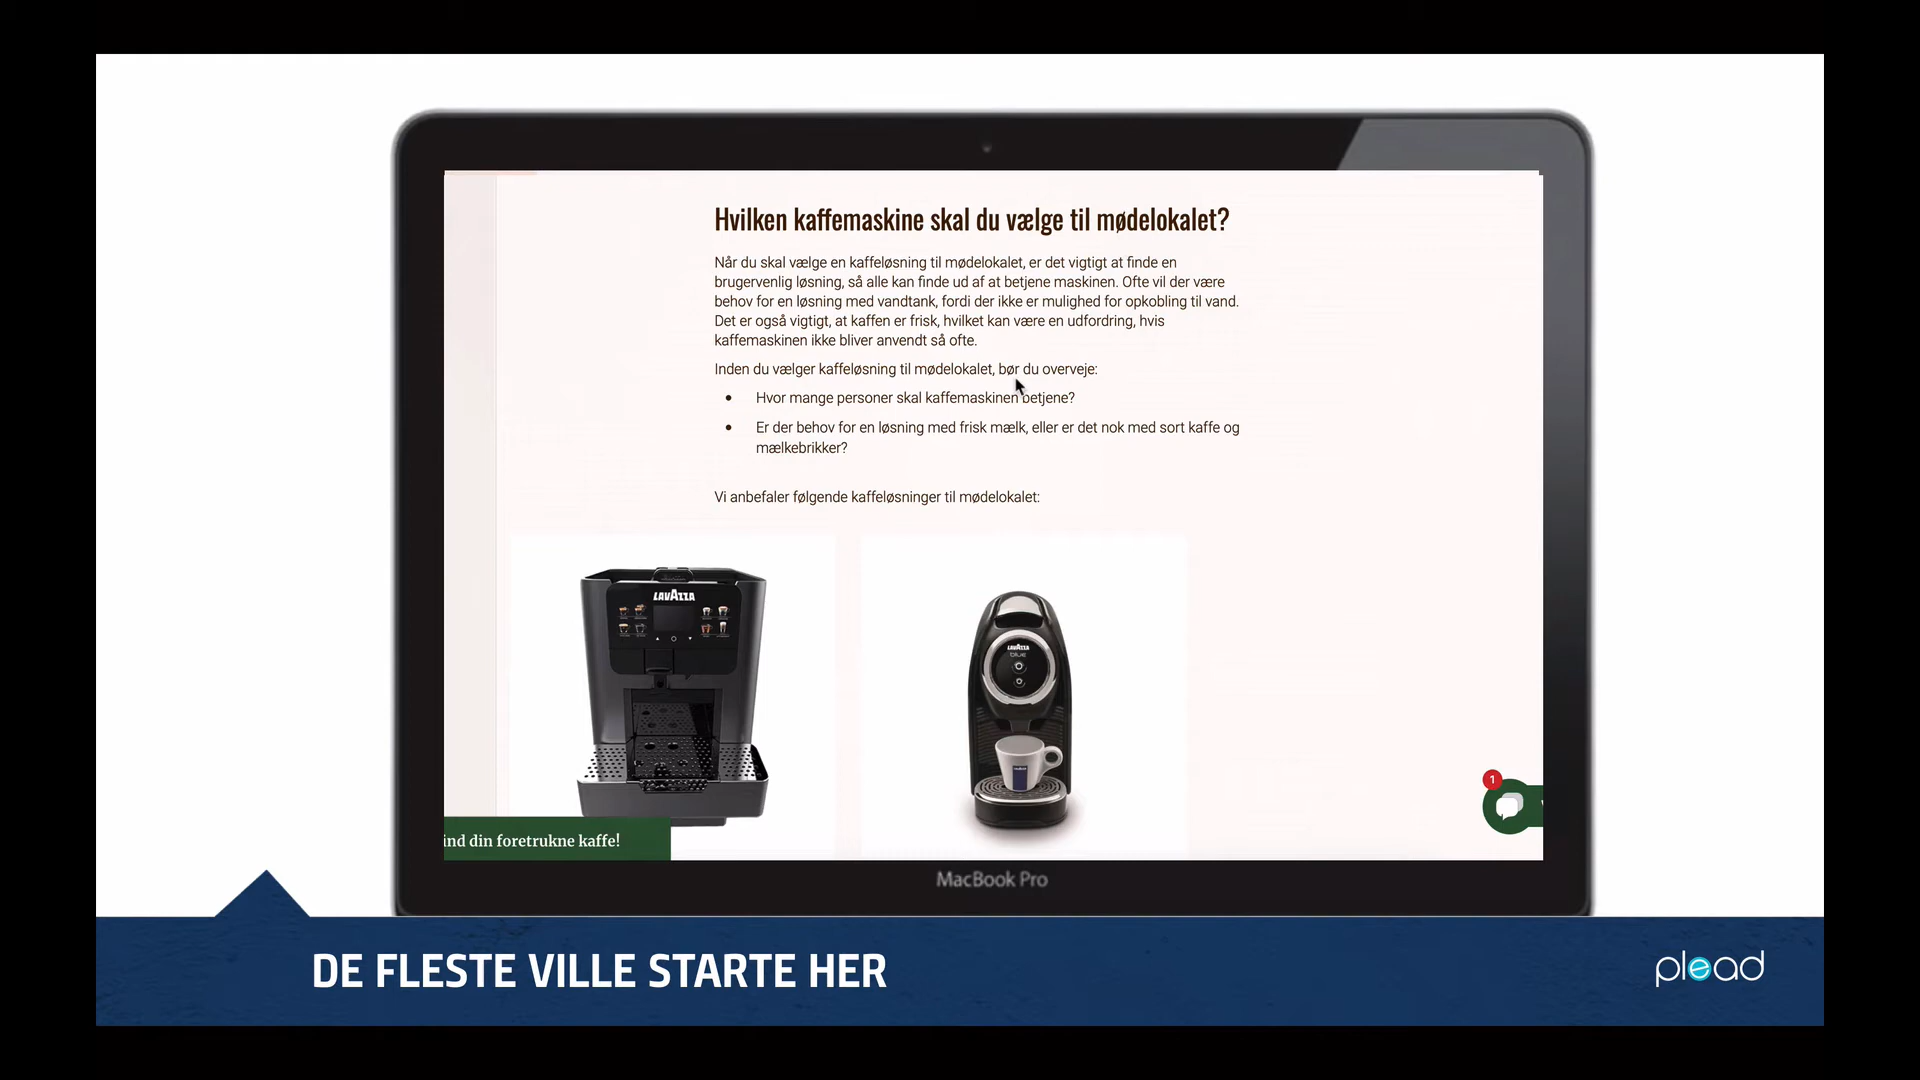 Hvilken kaffemaskine skal du vælge til mødelokalet?
Når du skal vælge en kaffeløsning til mødelokalet, er det vigtigt at finde en
brugervenlig løsning, så alle kan finde ud af at betjene maskinen. Ofte vil der være
behov for en løsning med vandtank, fordi der ikke er mulighed for opkobling til vand.
Det er også vigtigt, at kaffen er frisk, hvilket kan være en udfordring, hvis
kaffemaskinen ikke bliver anvendt så ofte.
Inden du vælger kaffeløsning til mødelokalet, bør du overveje:
• Hvor mange personer skal kaffemaskinen betjene?
• Er der behov for en løsning med frisk mælk, eller er det nok med sort kaffe og
mælkebrikker?
Vi anbefaler følgende kaffeløsninger til mødelokalet:
LAVAZZA
LAVAZZA
blue
1
ind din foretrukne kaffe!
MacBook Pro
DE FLESTE VILLE STARTE HER
plead